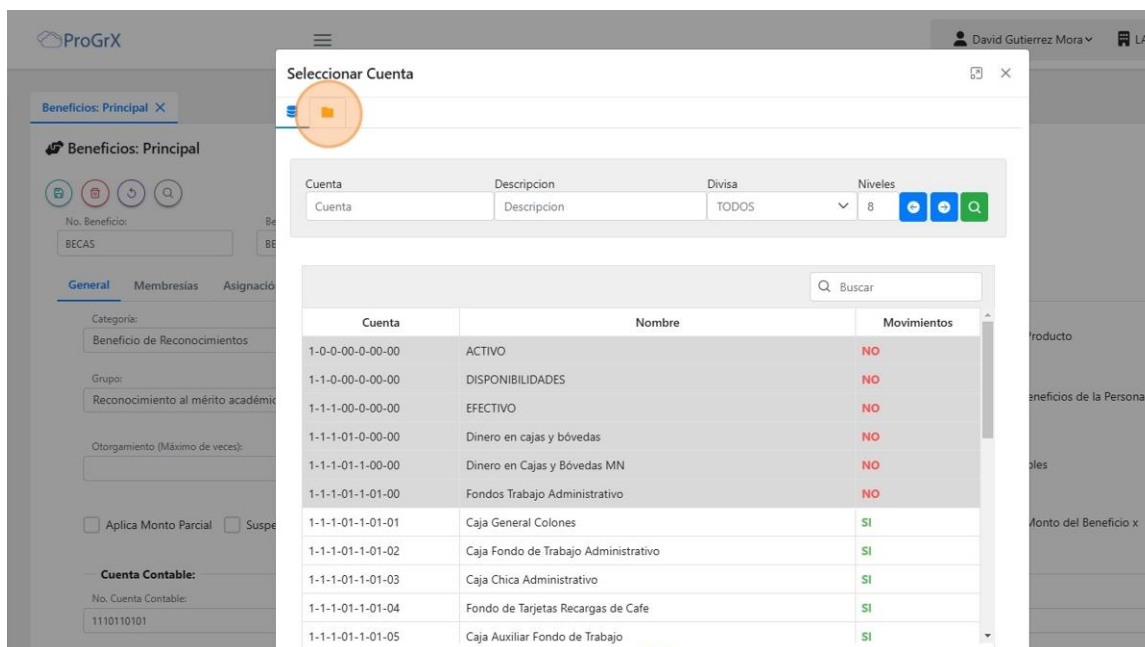 ProGrX
David Gutierrez Mora
LA
Seleccionar Cuenta
Beneficios: Principal
Beneficios: Principal
No. Beneficio:
Be
BECAS
BE
General Membresías Asignació
Categoría:
Beneficio de Reconocimientos
Grupo:
Reconocimiento al mérito académic
Otorgamiento (Máximo de veces):
Aplica Monto Parcial Suspe
Cuenta Contable:
No. Cuenta Contable:
1110110101
Cuenta Descripcion Divisa Niveles
Cuenta Descripcion TODOS 8
Buscar
Cuenta Nombre Movimientos
1-0-0-00-0-00-00 ACTIVO NO
1-1-0-00-0-00-00 DISPONIBILIDADES NO
1-1-1-00-0-00-00 EFECTIVO NO
1-1-1-01-0-00-00 Dinero en cajas y bóvedas NO
1-1-1-01-1-00-00 Dinero en Cajas y Bóvedas MN NO
1-1-1-01-1-01-00 Fondos Trabajo Administrativo NO
1-1-1-01-1-01-01 Caja General Colones SI
1-1-1-01-1-01-02 Caja Fondo de Trabajo Administrativo SI
1-1-1-01-1-01-03 Caja Chica Administrativo SI
1-1-1-01-1-01-04 Fondo de Tarjetas Recargas de Cafe SI
1-1-1-01-1-01-05 Caja Auxiliar Fondo de Trabajo SI
roducto
eneficios de la Persona
oles
Monto del Beneficio x